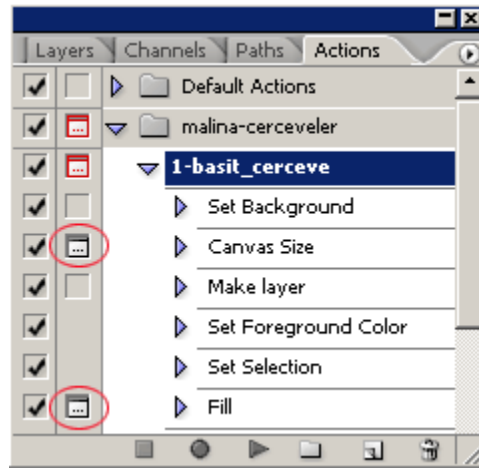 Layers Channels Paths Actions
Default Actions
malina-cerceveler
1-basit_cerceve
Set Background
Canvas Size
Make layer
Set Foreground Color
Set Selection
Fill